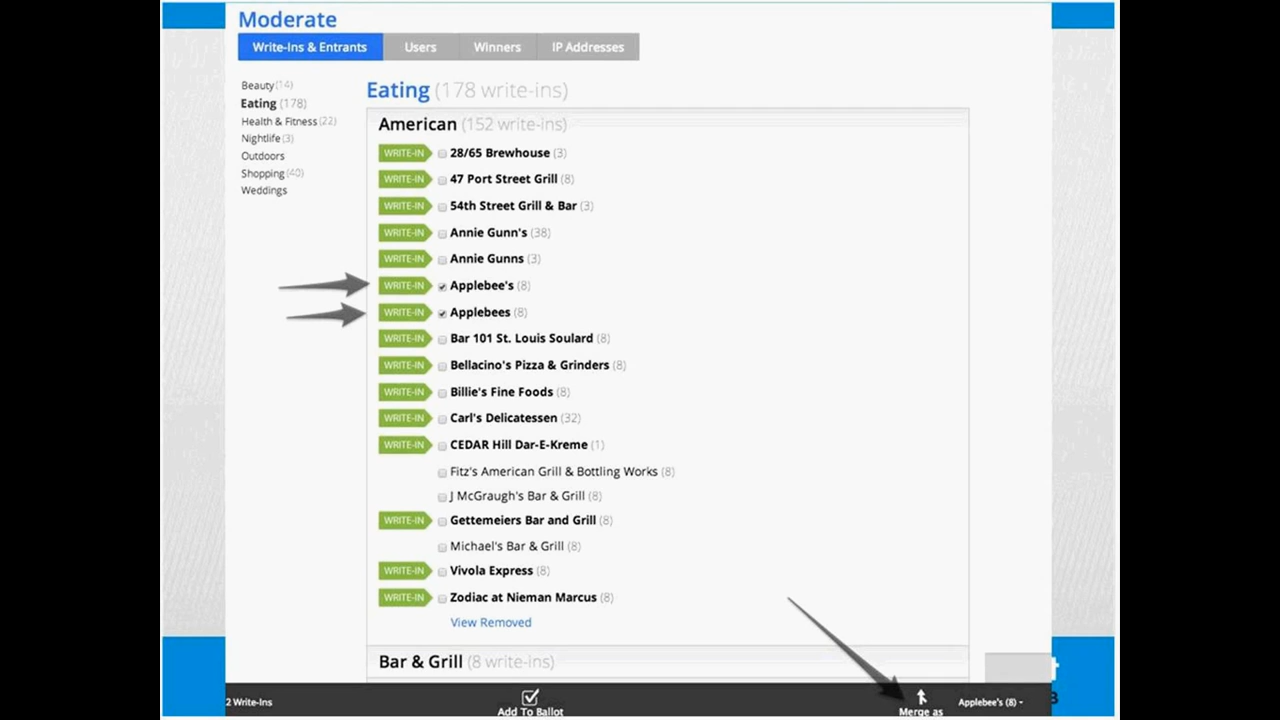 Moderate
Write-Ins & Entrants Users Winners IP Addresses
Beauty (14)
Eating (178)
Health & Fitness (22)
Nightlife (3)
Outdoors
Shopping (40)
Weddings
Eating (178 write-ins)
American (152 write-ins)
WRITE-IN 28/65 Brewhouse (3)
WRITE-IN 47 Port Street Grill (8)
WRITE-IN 54th Street Grill & Bar (3)
WRITE-IN Annie Gunn's (38)
WRITE-IN Annie Gunns (3)
WRITE-IN Applebee's (8)
WRITE-IN Applebees (8)
WRITE-IN Bar 101 St. Louis Soulard (8)
WRITE-IN Bellacino's Pizza & Grinders (8)
WRITE-IN Billie's Fine Foods (8)
WRITE-IN Carl's Delicatessen (32)
WRITE-IN CEDAR Hill Dar-E-Kreme (1)
Fitz's American Grill & Bottling Works (8)
J McGraugh's Bar & Grill (8)
WRITE-IN Gettemeiers Bar and Grill (8)
Michael's Bar & Grill (8)
WRITE-IN Vivola Express (8)
WRITE-IN Zodiac at Nieman Marcus (8)
View Removed
Bar & Grill (8 write-ins)
2 Write-Ins Add To Ballot Merge as Applebee's (8)